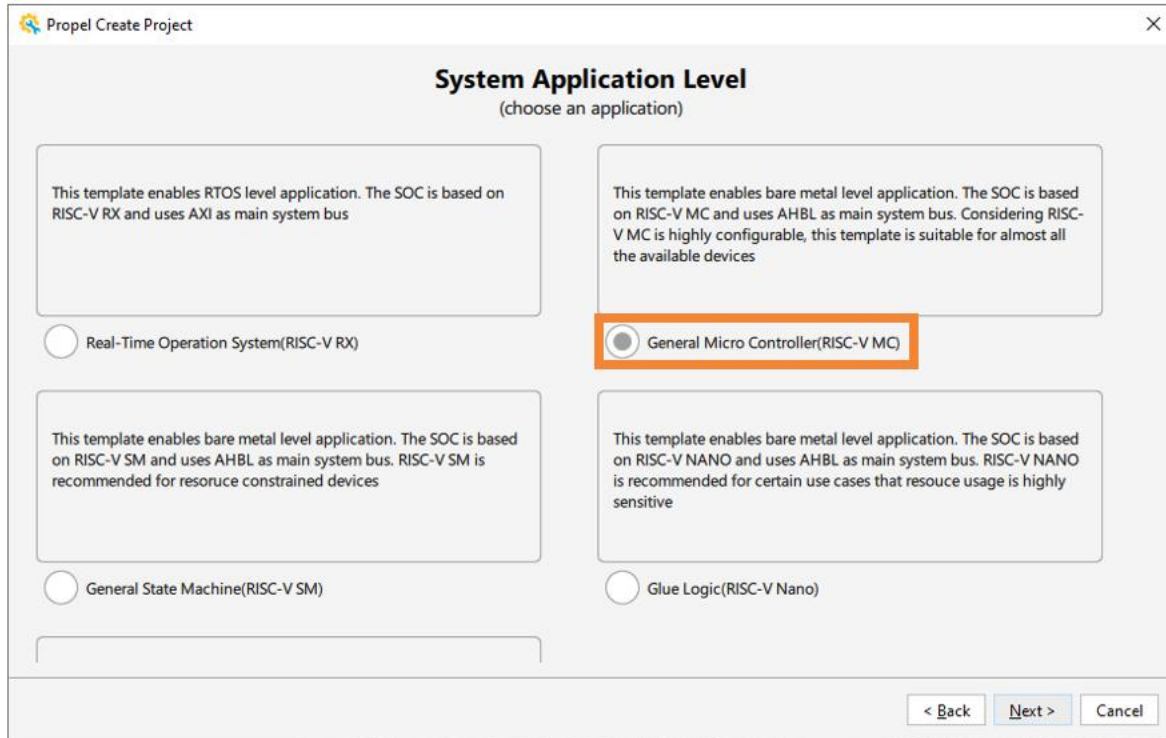 Propel Create Project
System Application Level
(choose an application)
This template enables RTOS level application. The SOC is based on
RISC-V RX and uses AXI as main system bus
Real-Time Operation System(RISC-V RX)
This template enables bare metal level application. The SOC is based
on RISC-V MC and uses AHBL as main system bus. Considering RISC-
V MC is highly configurable, this template is suitable for almost all
the available devices
General Micro Controller(RISC-V MC)
This template enables bare metal level application. The SOC is based
on RISC-V SM and uses AHBL as main system bus. RISC-V SM is
recommended for resoruce constrained devices
General State Machine(RISC-V SM)
This template enables bare metal level application. The SOC is based
on RISC-V NANO and uses AHBL as main system bus. RISC-V NANO
is recommended for certain use cases that resouce usage is highly
sensitive
Glue Logic(RISC-V Nano)
< Back
Next >
Cancel